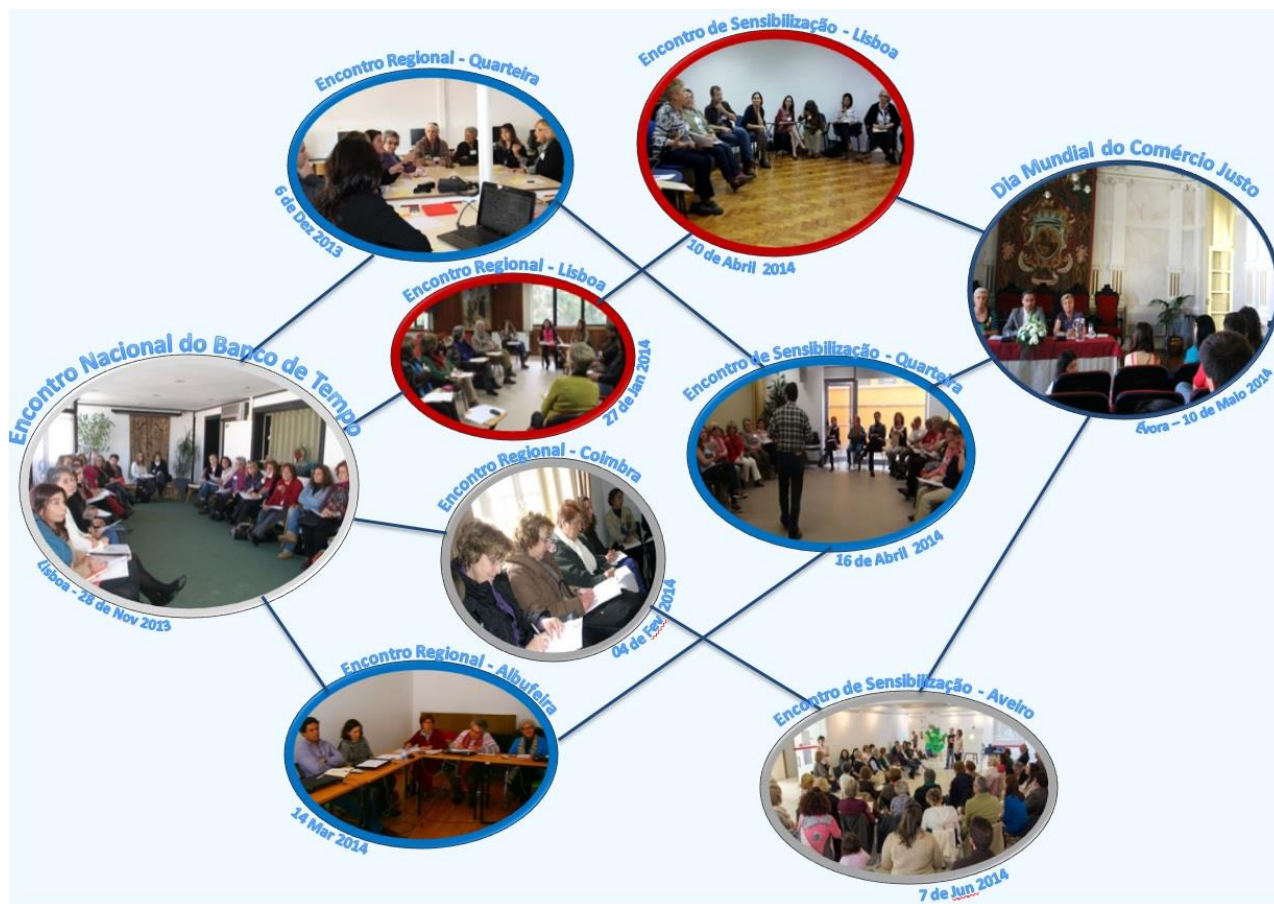 Encontro Regional - Quarteira
6 de Dez 2013
Encontro de Sensibilização - Lisboa
10 de Abril 2014
Dia Mundial do Comércio Justo
Évora – 10 de Maio 2014
Encontro Regional - Lisboa
27 de Jan 2014
Encontro Nacional do Banco de Tempo
Lisboa - 28 de Nov 2013
Encontro de Sensibilização - Quarteira
16 de Abril 2014
Encontro Regional - Coimbra
04 de Fev 2014
Encontro Regional - Albufeira
14 Mar 2014
Encontro de Sensibilização - Aveiro
7 de Jun 2014